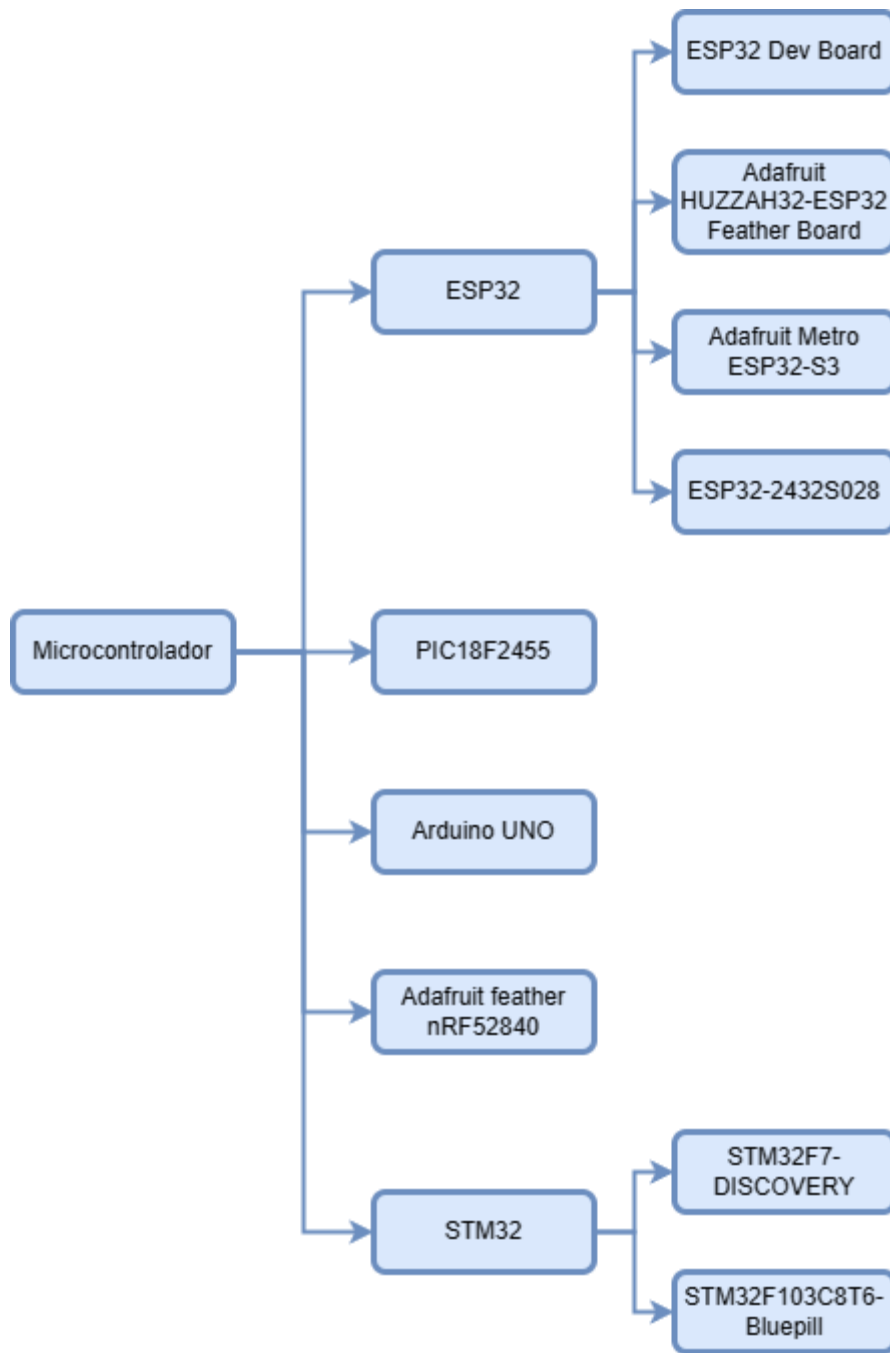 ESP32 Dev Board
Adafruit
HUZZAH32-ESP32
Feather Board
ESP32
Adafruit Metro
ESP32-S3
ESP32-2432S028
Microcontrolador
PIC18F2455
Arduino UNO
Adafruit feather
nRF52840
STM32F7-
DISCOVERY
STM32
STM32F103C8T6-
Bluepill